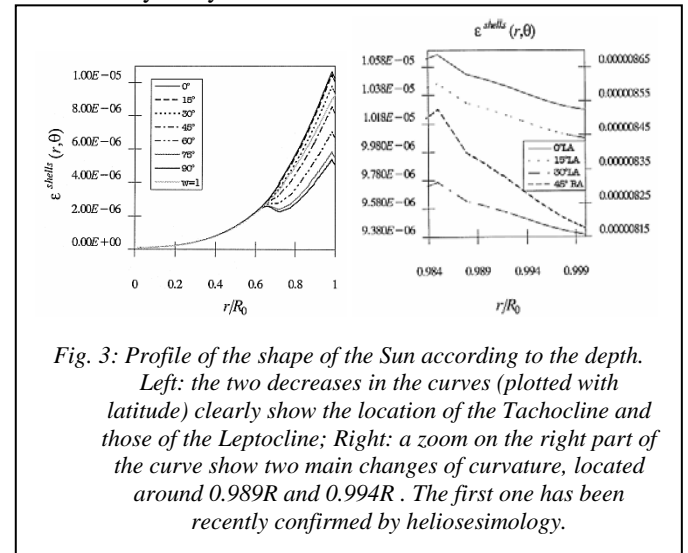 ε shells (r,θ)
1.00E-05
8.00E-06
6.00E-06
4.00E-06
2.00E-06
0.00E+00
ε shells (r,θ)
0°
15°
30°
45°
60°
75°
90°
w=1
0 0.2 0.4 0.6 0.8 1
r/R0
1.058E-05
1.038E-05
1.018E-05
9.980E-06
9.780E-06
9.580E-06
9.380E-06
0.00000865
0.00000855
0.00000845
0.00000835
0.00000825
0.00000815
0°LA
15°LA
30°LA
45° RA
0.984 0.989 0.994 0.999
r/R0
Fig. 3: Profile of the shape of the Sun according to the depth.
Left: the two decreases in the curves (plotted with
latitude) clearly show the location of the Tachocline and
those of the Leptocline; Right: a zoom on the right part of
the curve show two main changes of curvature, located
around 0.989R and 0.994R . The first one has been
recently confirmed by heliosesimology.